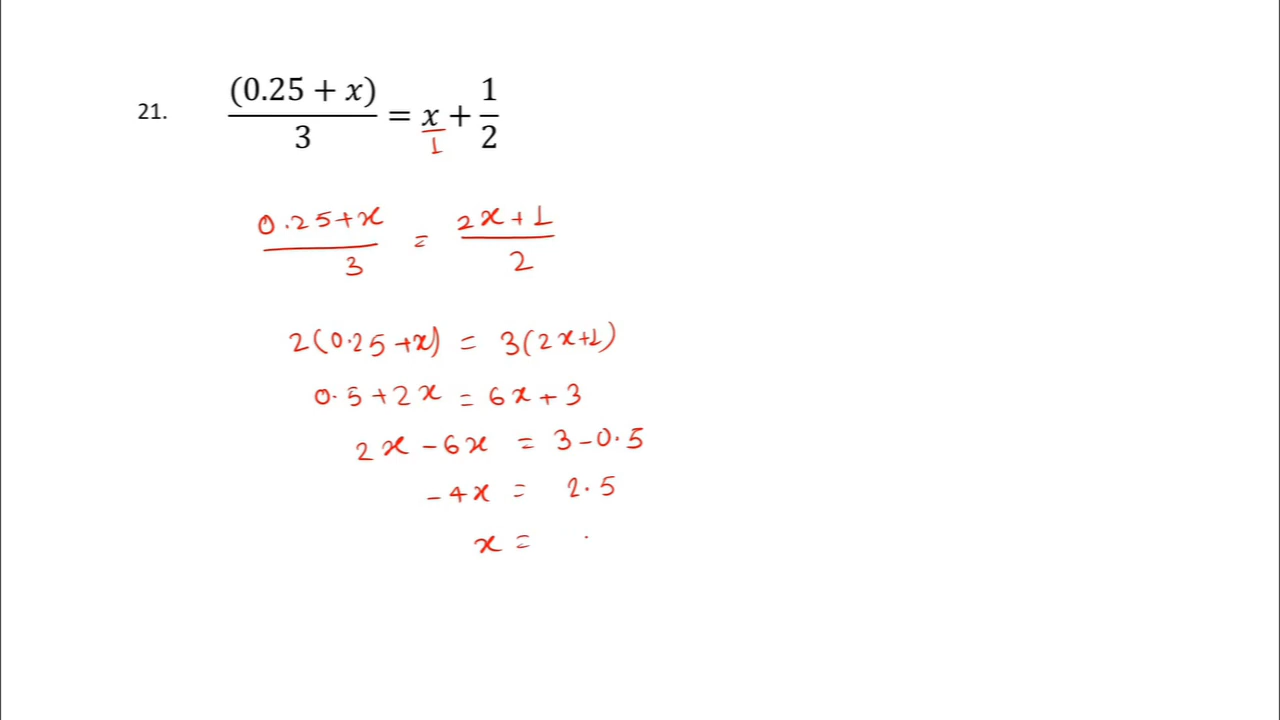 21. (0.25 + x)/3 = x/1 + 1/2
0.25+x/3 = 2x+1/2
2(0.25+x) = 3(2x+1)
0.5+2x = 6x+3
2x-6x = 3-0.5
-4x = 2.5
x = .